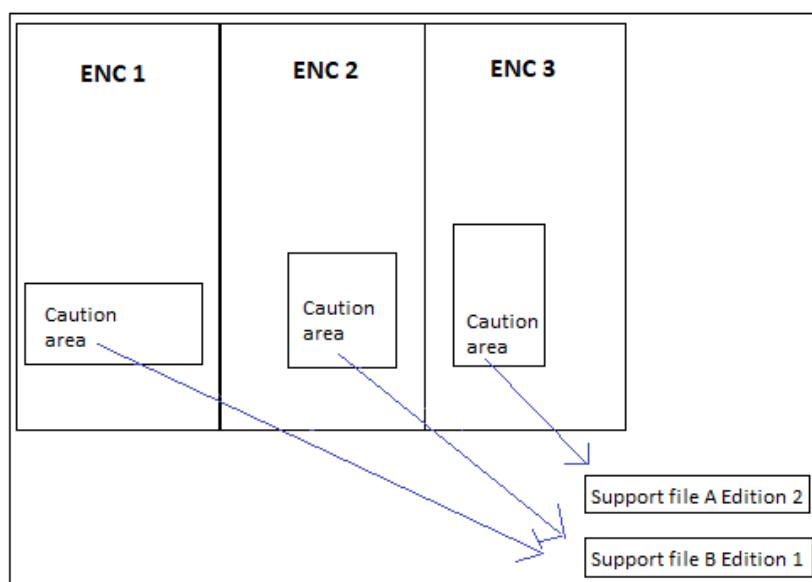 ENC 1
ENC 2
ENC 3
Caution
area
Caution
area
Caution
area
Support file A Edition 2
Support file B Edition 1